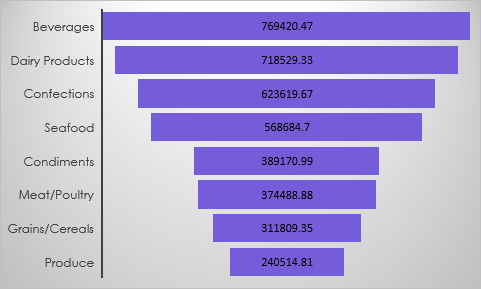 Beverages 769420.47
Dairy Products 718529.33
Confections 623619.67
Seafood 568684.7
Condiments 389170.99
Meat/Poultry 374488.88
Grains/Cereals 311809.35
Produce 240514.81